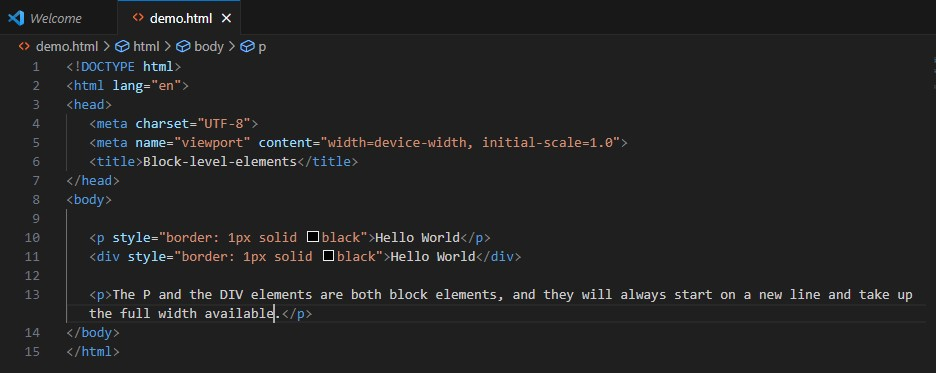 Welcome demo.html
demo.html > html > body > p
1 <!DOCTYPE html>
2 <html lang="en">
3 <head>
4 <meta charset="UTF-8">
5 <meta name="viewport" content="width=device-width, initial-scale=1.0">
6 <title>Block-level-elements</title>
7 </head>
8 <body>
9
10 <p style="border: 1px solid black">Hello World</p>
11 <div style="border: 1px solid black">Hello World</div>
12
13 <p>The P and the DIV elements are both block elements, and they will always start on a new line and take up
the full width available.</p>
14 </body>
15 </html>